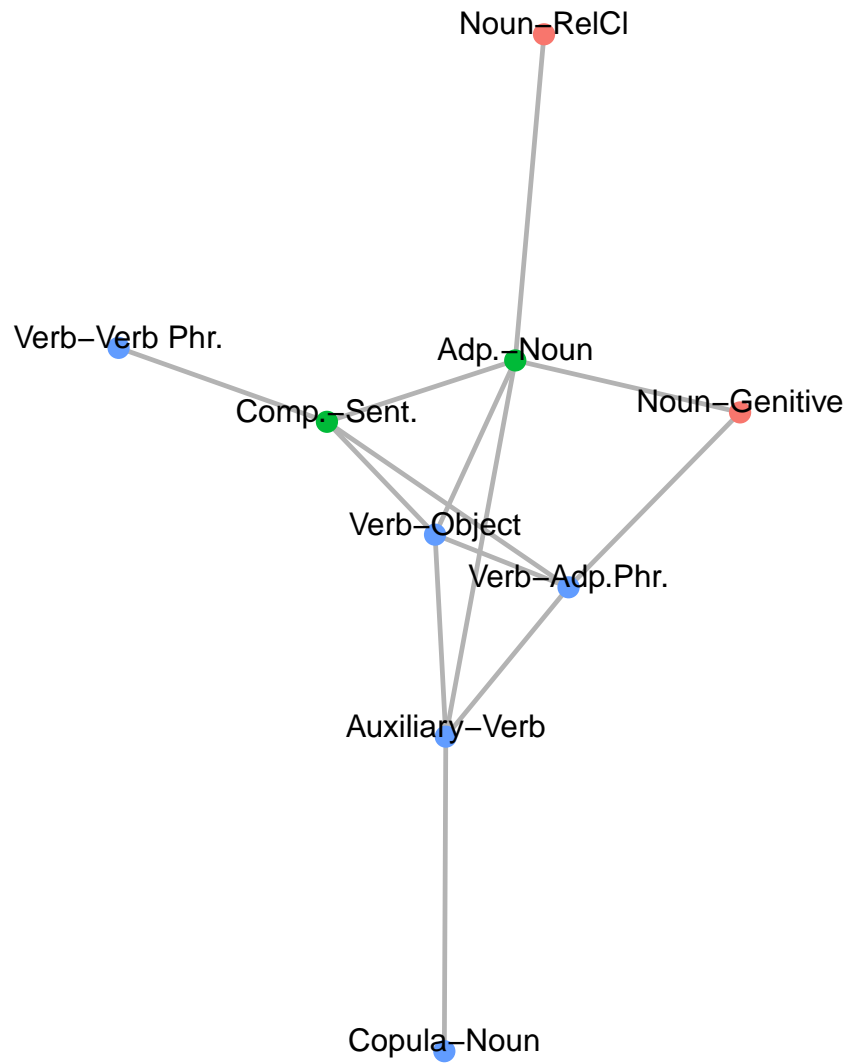 Noun–RelCl
Verb–Verb Phr.
Adp.–Noun
Comp.–Sent.
Noun–Genitive
Verb–Object
Verb–Adp.Phr.
Auxiliary–Verb
Copula–Noun